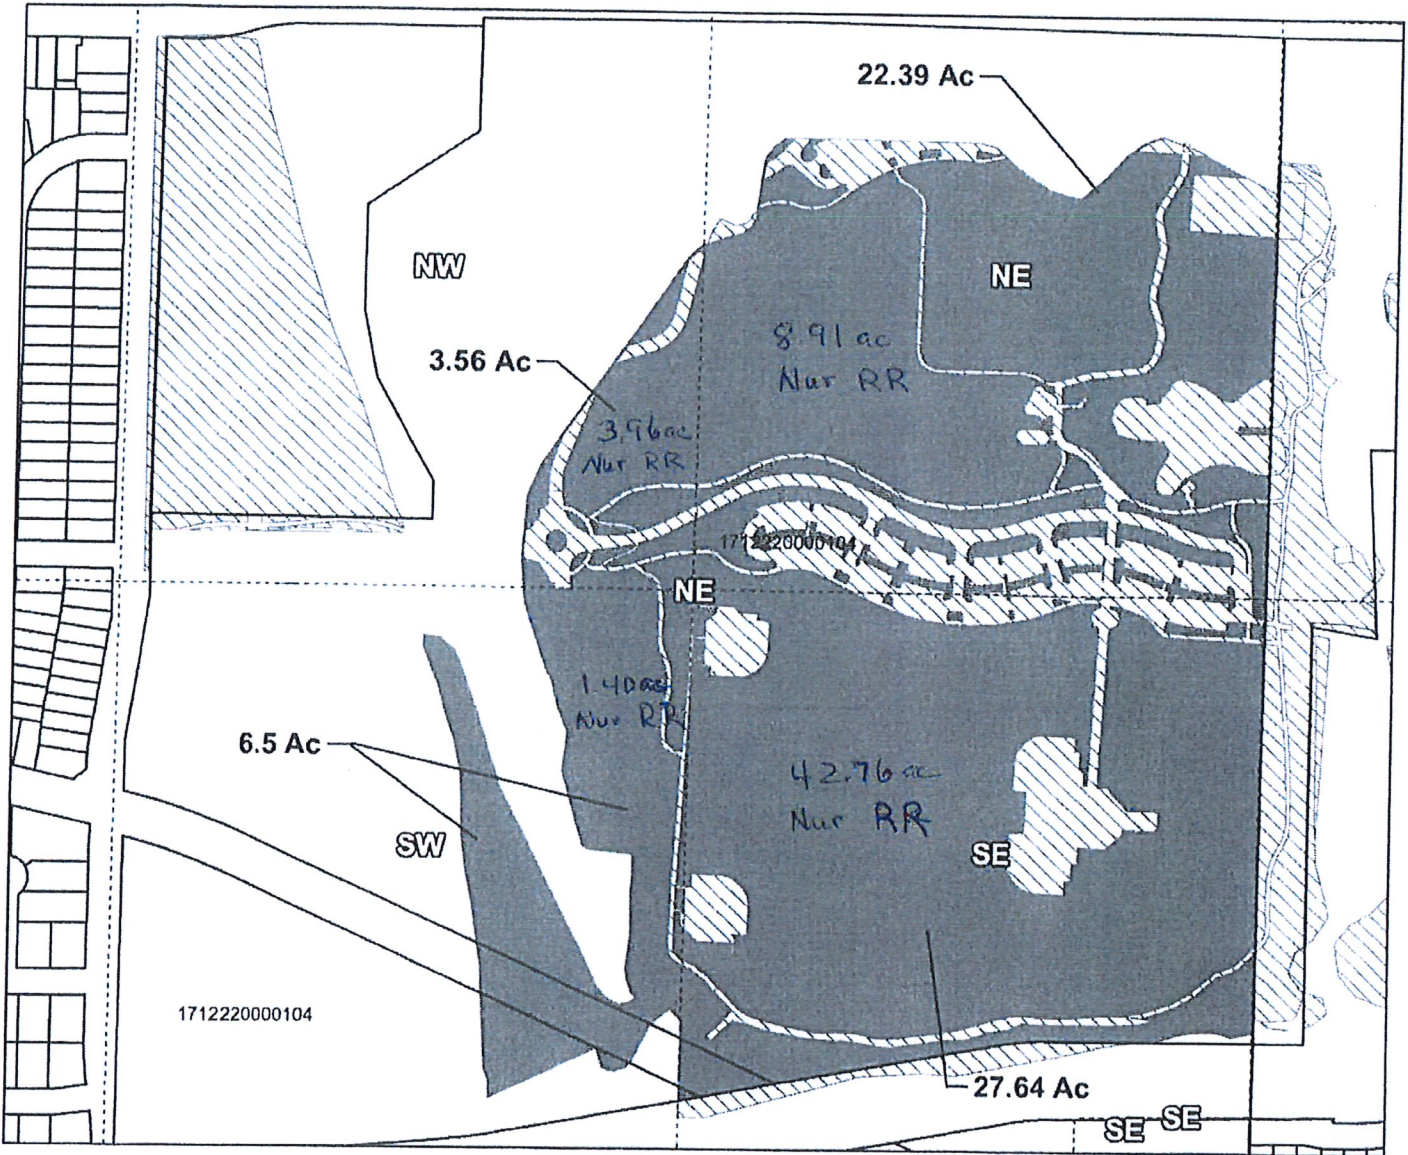 22.39 Ac
NW
NE
8.91 ac
Nur RR
3.56 Ac
3.96ac
Nur RR
1712220000104
NE
1.40ac
Nur RR
6.5 Ac
42.76 ac
Nur RR
SW
SE
1712220000104
27.64 Ac
SE
SE